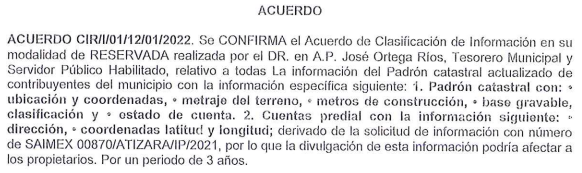 ACUERDO
ACUERDO CIR/I/01/12/01/2022. Se CONFIRMA el Acuerdo de Clasificación de Información en su
modalidad de RESERVADA realizada por el DR. en A.P. José Ortega Ríos, Tesorero Municipal y
Servidor Público Habilitado, relativo a todas La información del Padrón catastral actualizado de
contribuyentes del municipio con la información específica siguiente: 1. Padrón catastral con: •
ubicación y coordenadas, • metraje del terreno, • metros de construcción, • base gravable,
clasificación y • estado de cuenta. 2. Cuentas predial con la información siguiente: •
dirección, • coordenadas latitud y longitud; derivado de la solicitud de información con número
de SAIMEX 00870/ATIZARA/IP/2021, por lo que la divulgación de esta información podría afectar a
los propietarios. Por un periodo de 3 años.